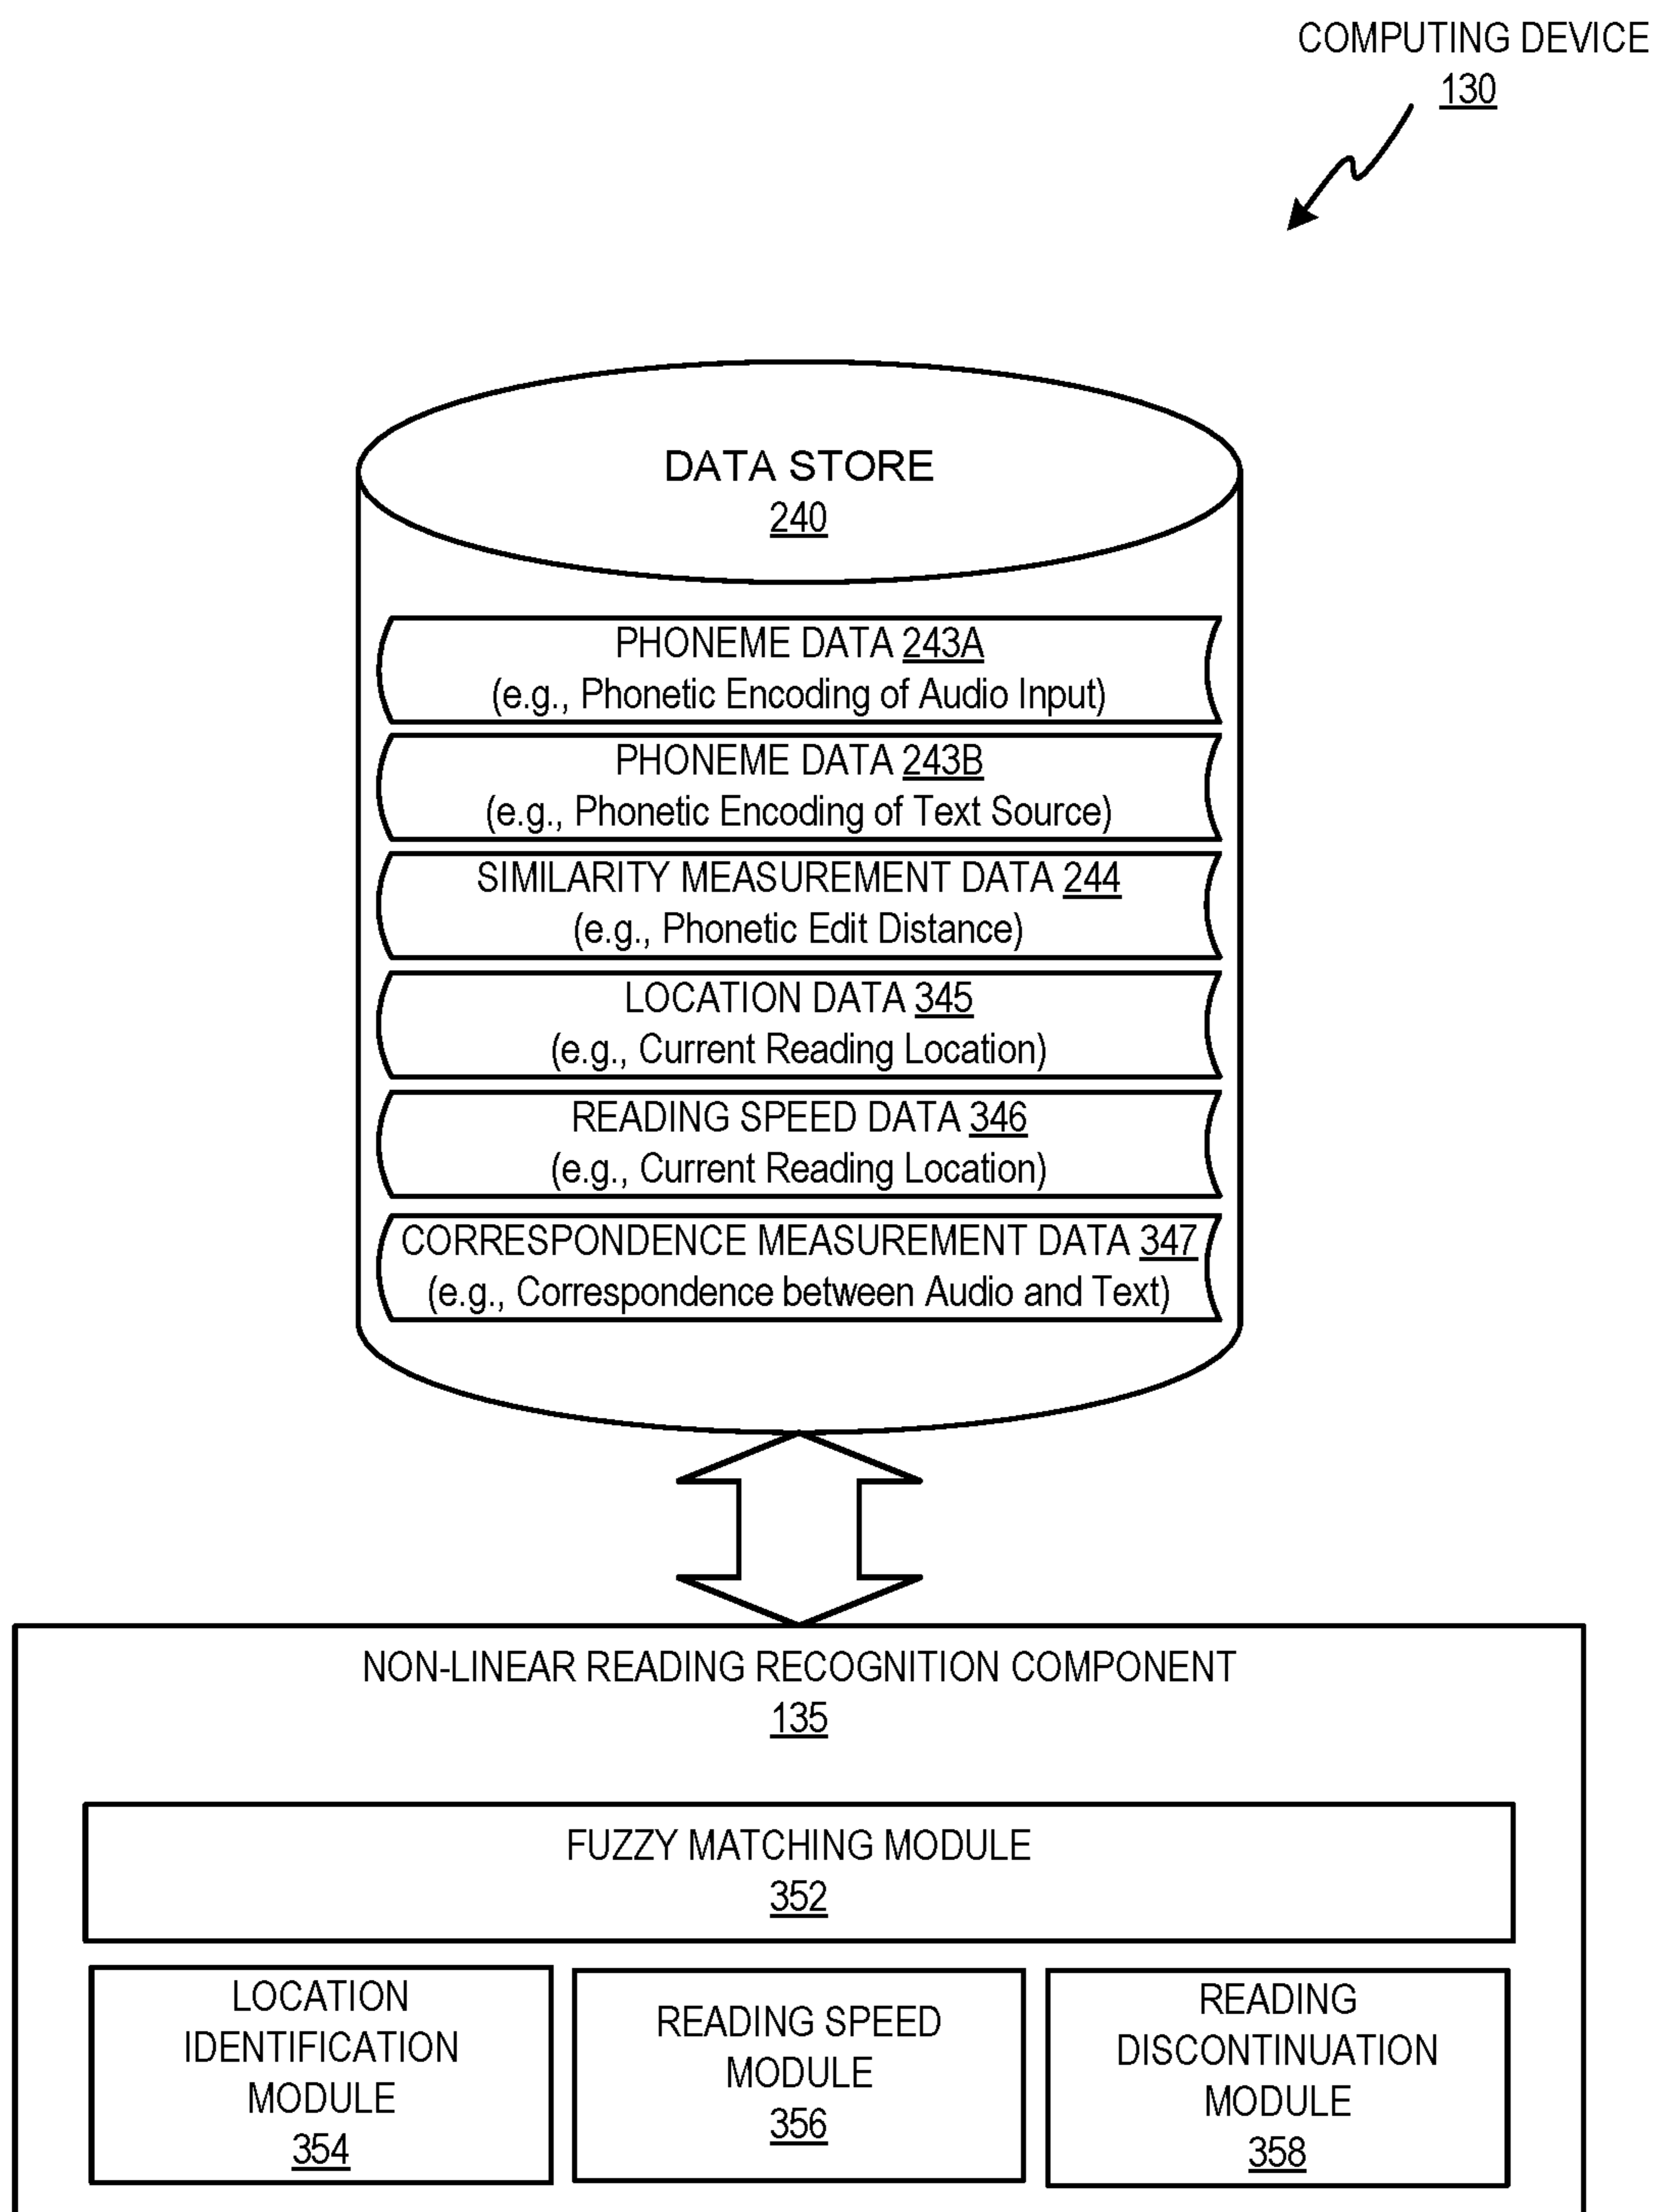 COMPUTING DEVICE
130
DATA STORE
240
PHONEME DATA 243A
(e.g., Phonetic Encoding of Audio Input)
PHONEME DATA 243B
(e.g., Phonetic Encoding of Text Source)
SIMILARITY MEASUREMENT DATA 244
(e.g., Phonetic Edit Distance)
LOCATION DATA 345
(e.g., Current Reading Location)
READING SPEED DATA 346
(e.g., Current Reading Location)
CORRESPONDENCE MEASUREMENT DATA 347
(e.g., Correspondence between Audio and Text)
NON-LINEAR READING RECOGNITION COMPONENT
135
FUZZY MATCHING MODULE
352
LOCATION
IDENTIFICATION
MODULE
354
READING SPEED
MODULE
356
READING
DISCONTINUATION
MODULE
358